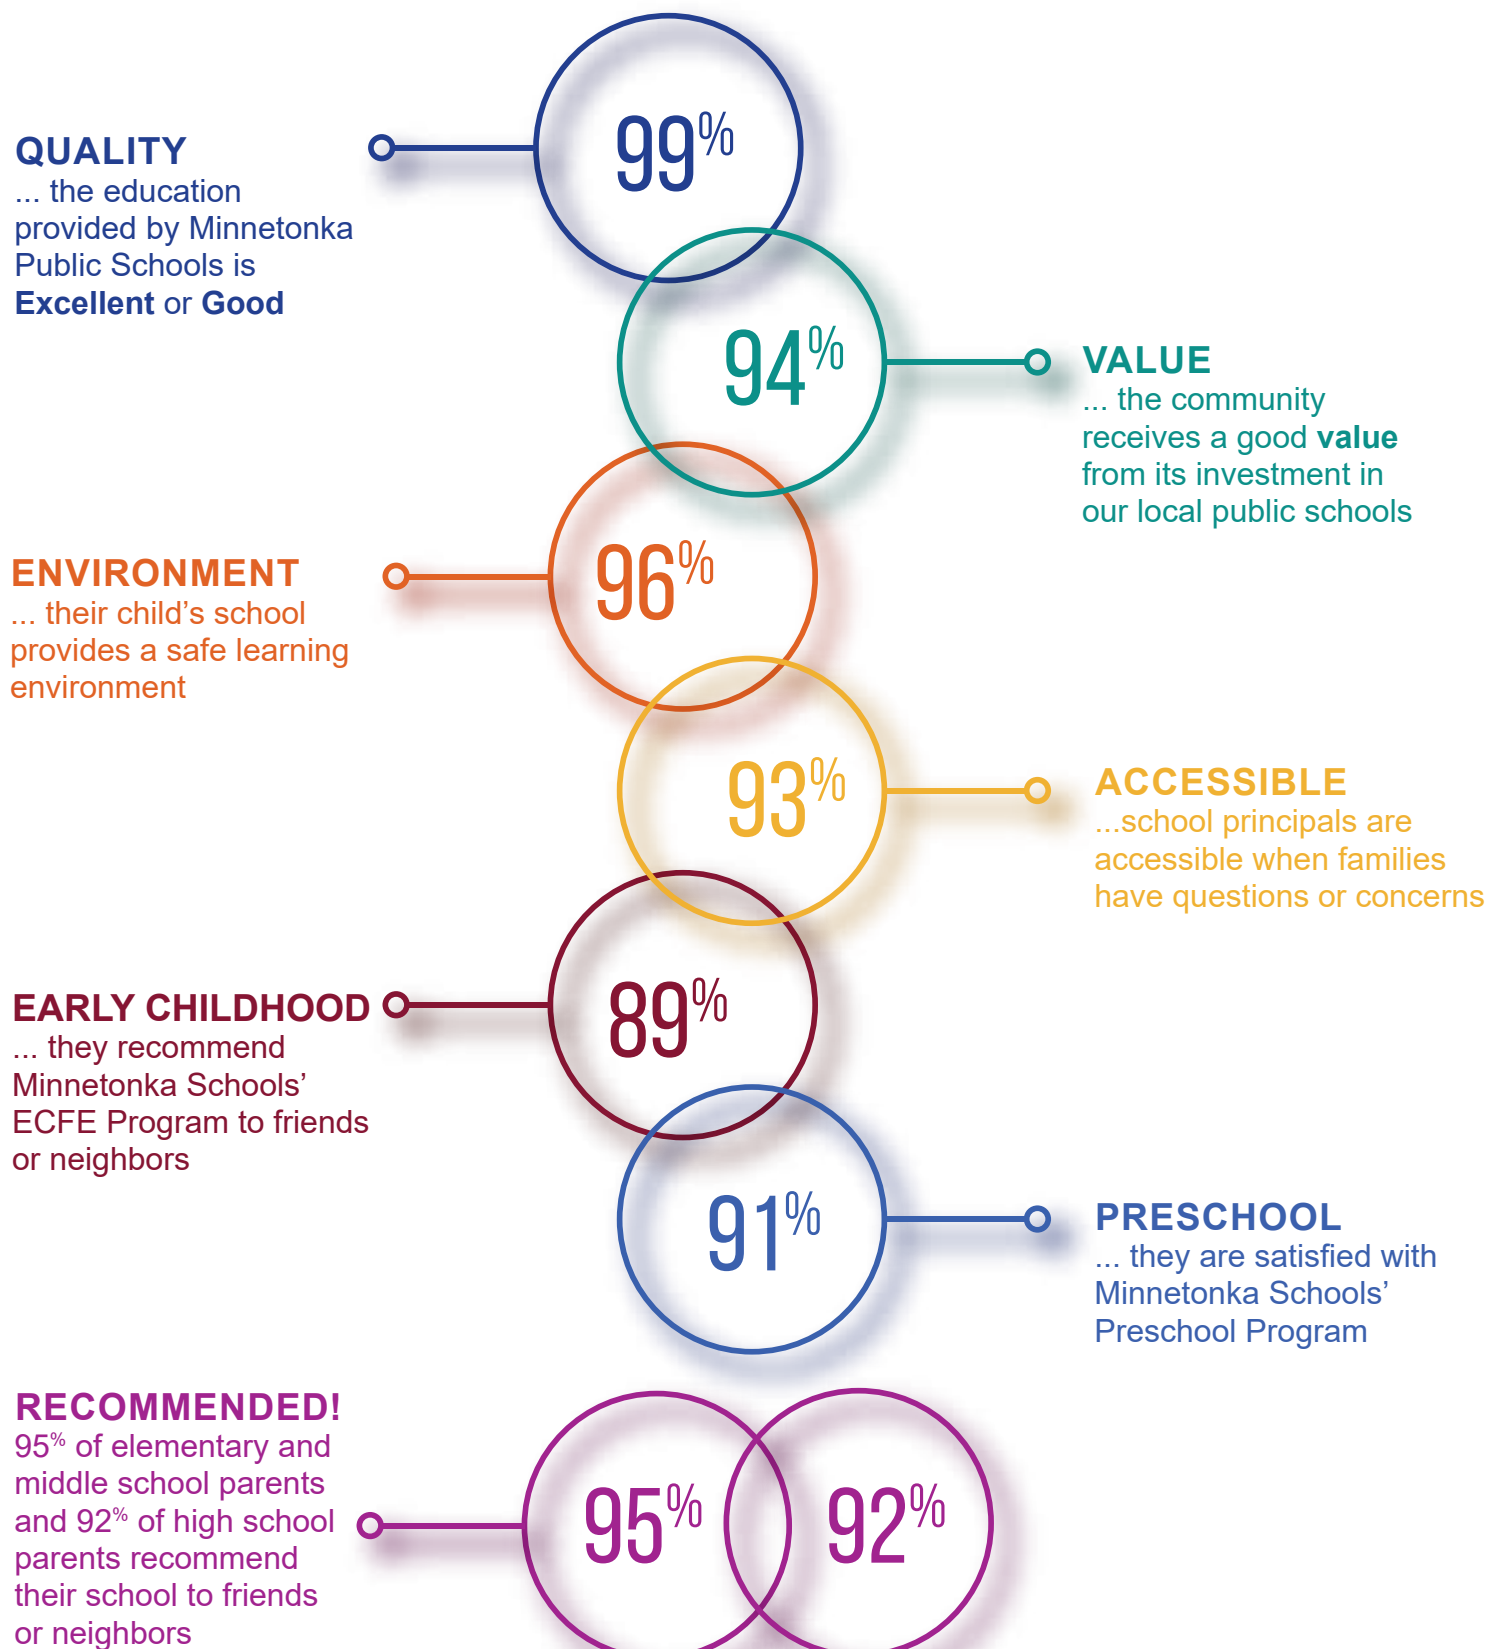 99%
QUALITY
... the education
provided by Minnetonka
Public Schools is
Excellent or Good
94%
VALUE
... the community
receives a good value
from its investment in
our local public schools
96%
ENVIRONMENT
... their child’s school
provides a safe learning
environment
93%
ACCESSIBLE
...school principals are
accessible when families
have questions or concerns
89%
EARLY CHILDHOOD
... they recommend
Minnetonka Schools’
ECFE Program to friends
or neighbors
91%
PRESCHOOL
... they are satisfied with
Minnetonka Schools’
Preschool Program
RECOMMENDED!
95% of elementary and
middle school parents
and 92% of high school
parents recommend
their school to friends
or neighbors
95% 92%